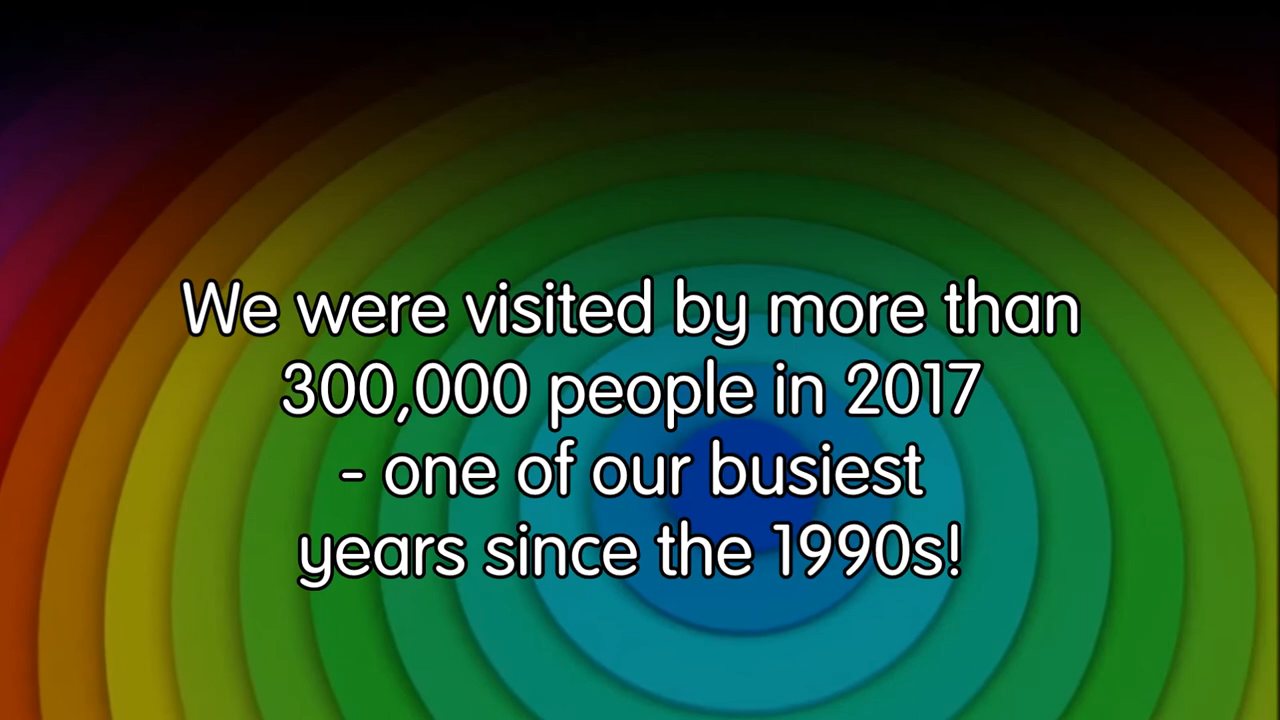 We were visited by more than
300,000 people in 2017
- one of our busiest
years since the 1990s!